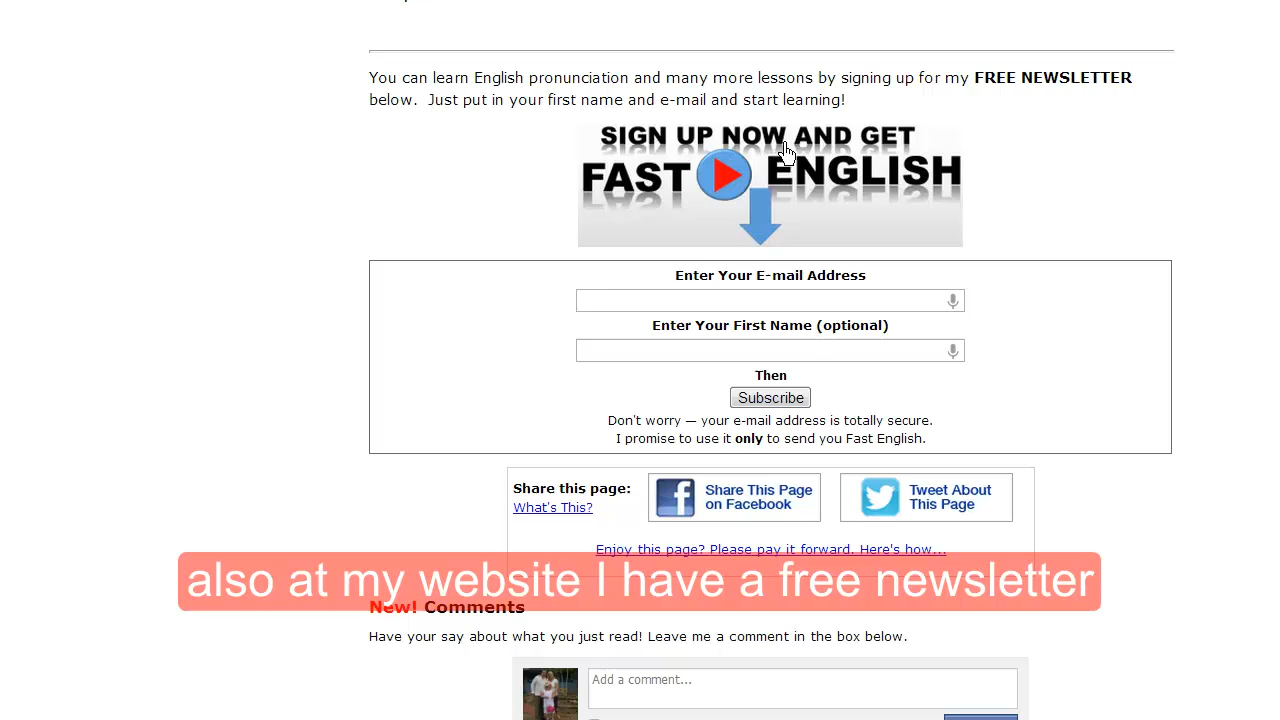 You can learn English pronunciation and many more lessons by signing up for my FREE NEWSLETTER
below.  Just put in your first name and e-mail and start learning!
SIGN UP NOW AND GET
FAST ENGLISH
Enter Your E-mail Address
Enter Your First Name (optional)
Then
Subscribe
Don't worry — your e-mail address is totally secure.
I promise to use it only to send you Fast English.
Share this page:
What's This?
Share This Page
on Facebook
Tweet About
This Page
Enjoy this page? Please pay it forward. Here's how...
also at my website I have a free newsletter
New! Comments
Have your say about what you just read! Leave me a comment in the box below.
Add a comment...